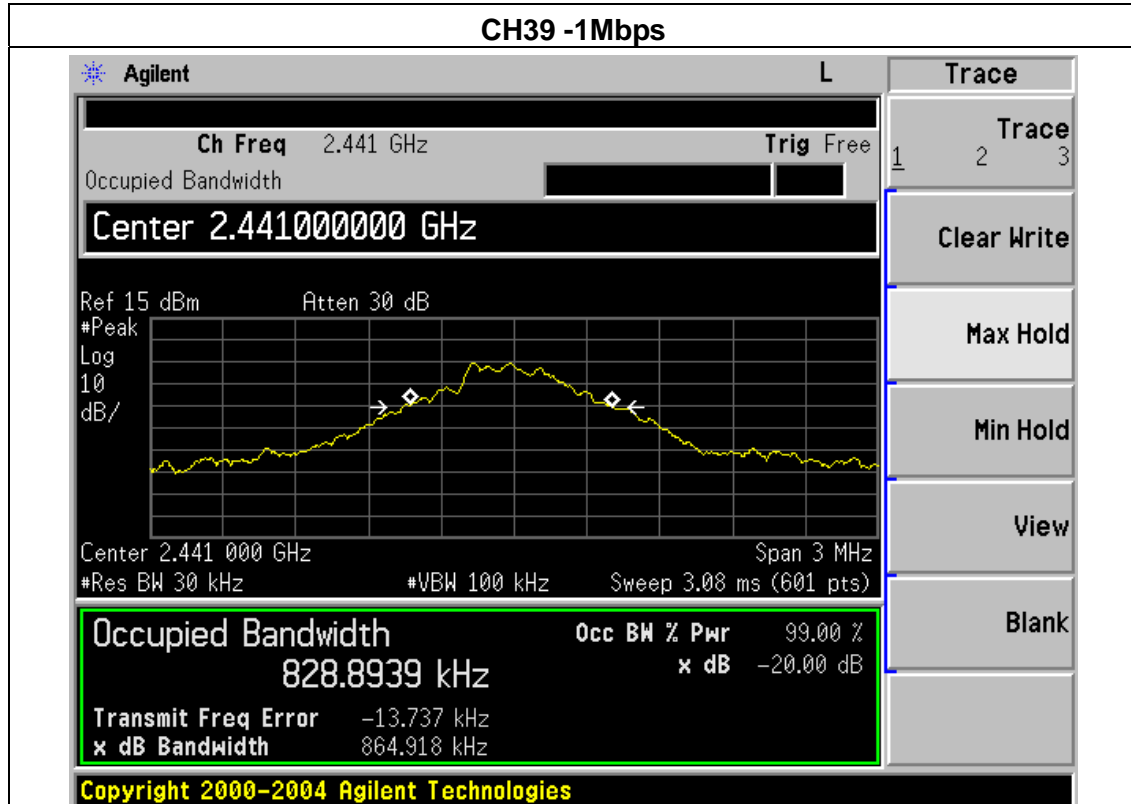 CH39 -1Mbps
Agilent L Trace
Ch Freq 2.441 GHz Trig Free
Occupied Bandwidth
Center 2.441000000 GHz
Ref 15 dBm Atten 30 dB
#Peak
Log
10
dB/
Center 2.441 000 GHz Span 3 MHz
#Res BW 30 kHz #VBW 100 kHz Sweep 3.08 ms (601 pts)
Occupied Bandwidth Occ BW % Pwr 99.00 %
828.8939 kHz x dB -20.00 dB
Transmit Freq Error -13.737 kHz
x dB Bandwidth 864.918 kHz
Copyright 2000-2004 Agilent Technologies
Trace
1 2 3
Clear Write
Max Hold
Min Hold
View
Blank